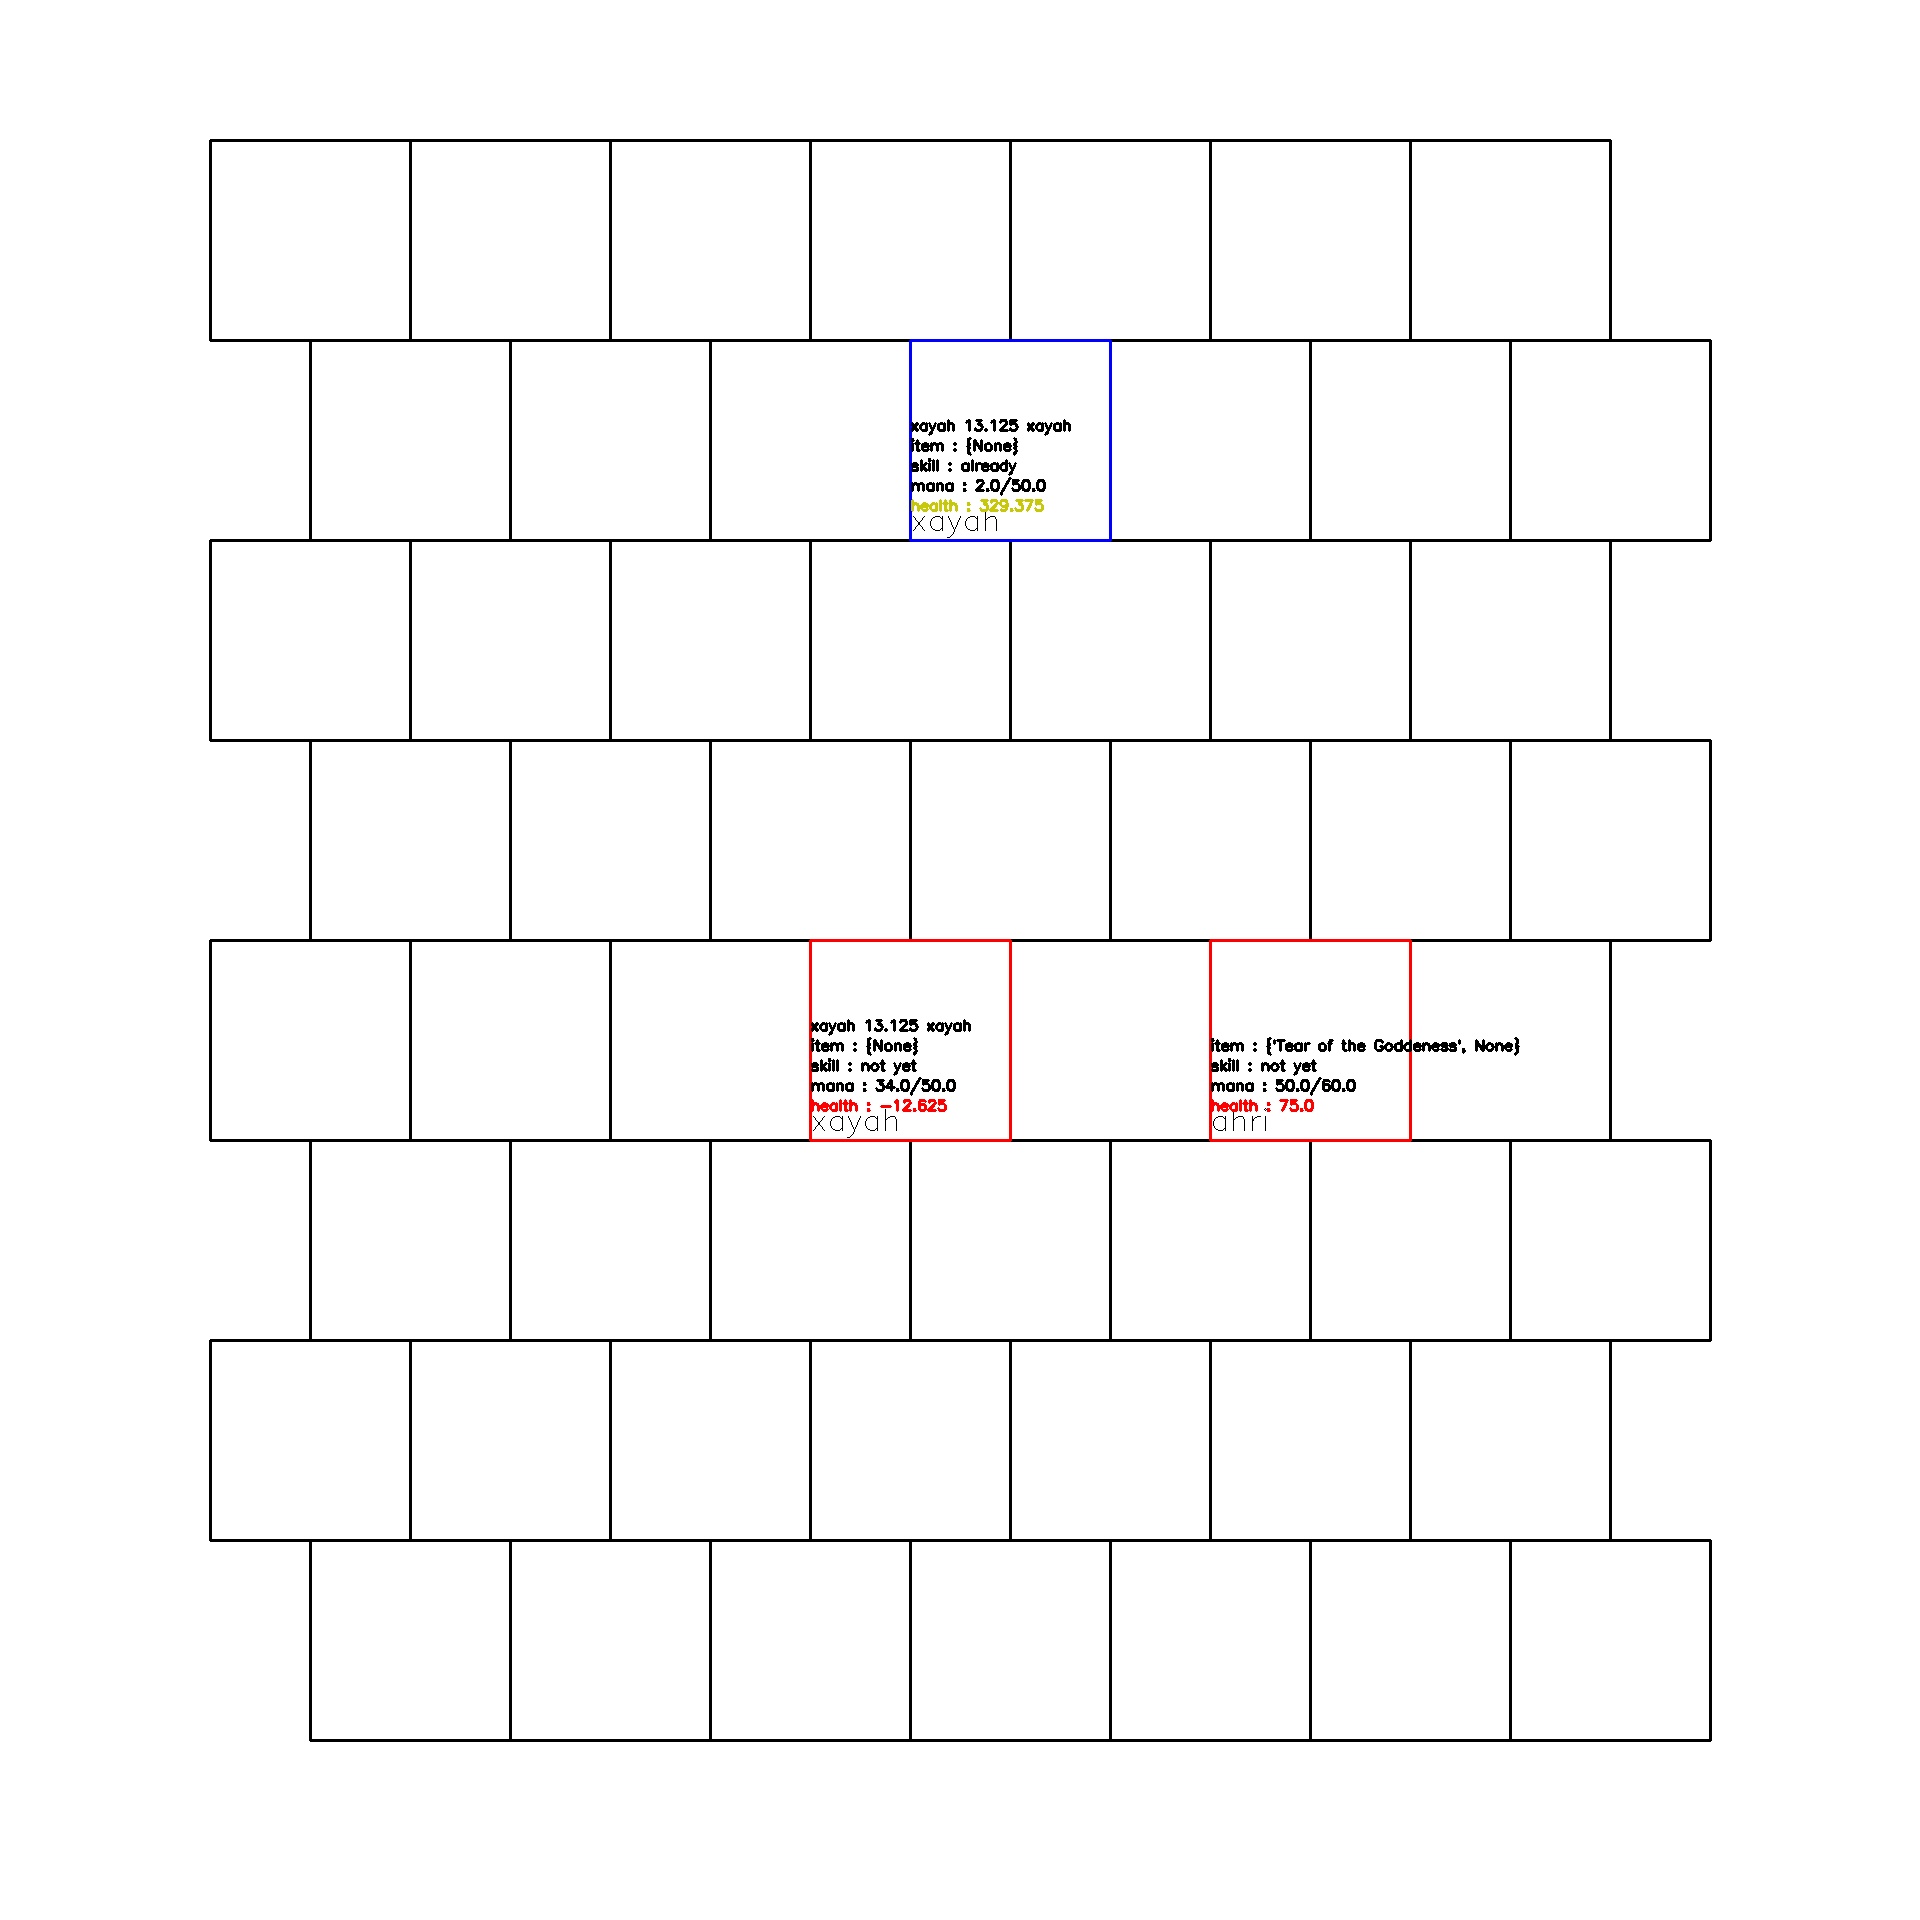 xayah 13.125 xayah
item : {None}
skill : already
mana : 2.0/50.0
health : 329.375
xayah
xayah 13.125 xayah
item : {None}
skill : not yet
mana : 34.0/50.0
health : -12.625
xayah
item : {'Tear of the Goddeness', None}
skill : not yet
mana : 50.0/60.0
health : 75.0
ahri